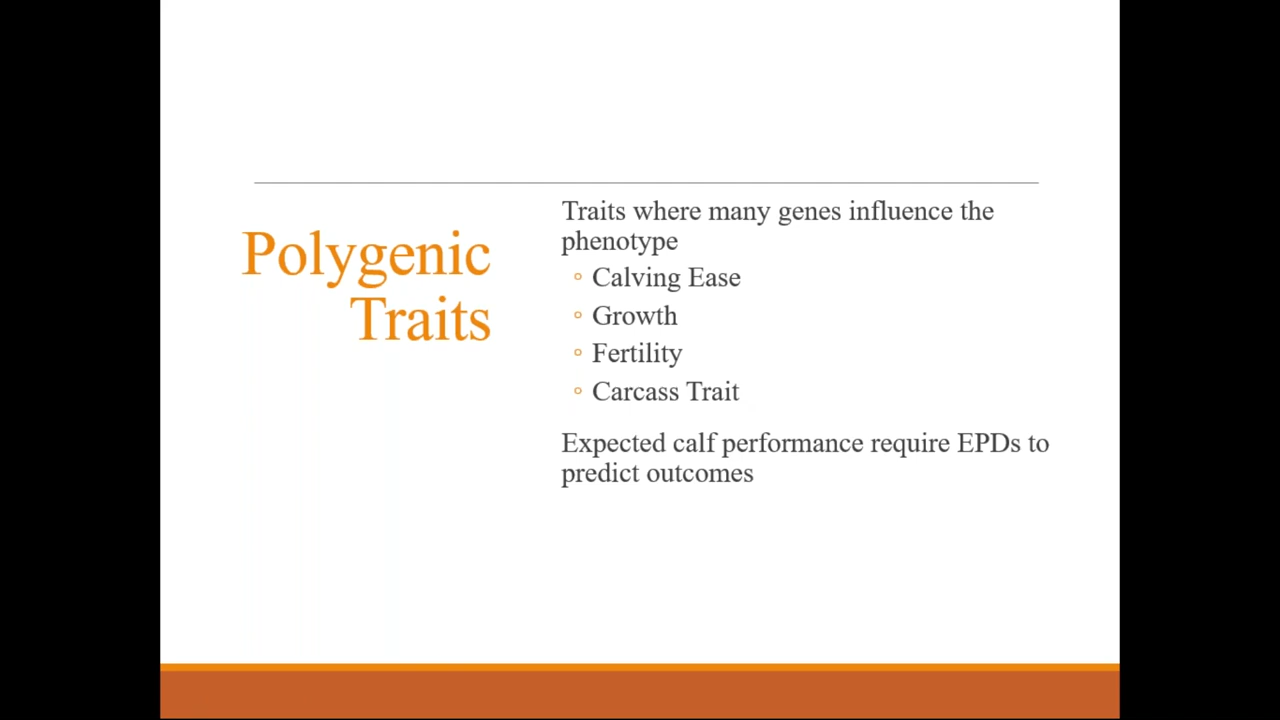 Polygenic
Traits
Traits where many genes influence the
phenotype
◦ Calving Ease
◦ Growth
◦ Fertility
◦ Carcass Trait
Expected calf performance require EPDs to
predict outcomes